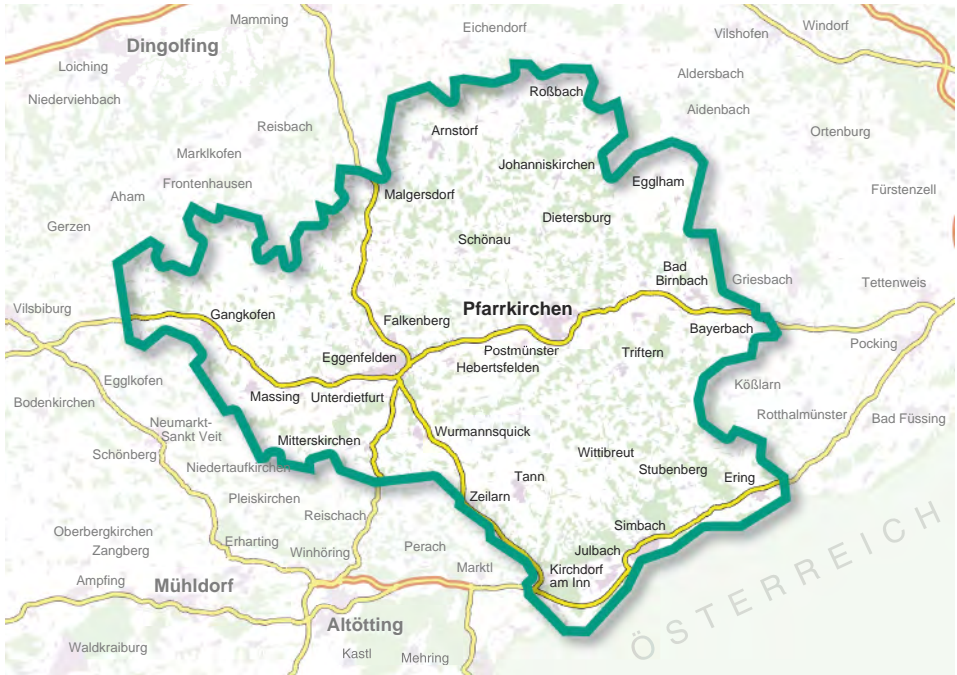 Mamming
Eichendorf
Windorf
Vilshofen
Dingolfing
Loiching
Aldersbach
Niederviehbach
Roßbach
Aidenbach
Reisbach
Arnstorf
Ortenburg
Marklkofen
Johanniskirchen
Frontenhausen
Egglham
Aham
Malgersdorf
Fürstenzell
Gerzen
Dietersburg
Schönau
Bad
Birnbach
Griesbach
Tettenweis
Vilsbiburg
Gangkofen
Falkenberg
Pfarrkirchen
Bayerbach
Pocking
Eggenfelden
Postmünster
Triftern
Hebertsfelden
Egglkofen
Kößlarn
Massing
Unterdietfurt
Bodenkirchen
Rotthalmünster
Bad Füssing
Neumarkt-
Sankt Veit
Wurmannsquick
Mitterskirchen
Schönberg
Wittibreut
Niedertaufkirchen
Stubenberg
Tann
Ering
Pleiskirchen
Zeilarn
Reischach
Simbach
Oberbergkirchen
Erharting
Zangberg
Winhöring
Perach
Julbach
Marktl
Kirchdorf
am Inn
Ampfing
Mühldorf
ÖSTERREICH
Altötting
Waldkraiburg
Kastl
Mehring